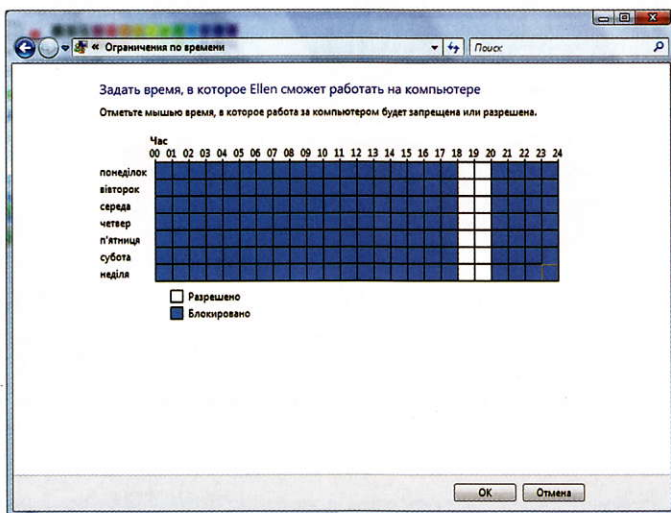 « Ограничения по времени
Поиск
Задать время, в которое Ellen сможет работать на компьютере
Отметьте мышью время, в которое работа за компьютером будет запрещена или разрешена.
Час
00 01 02 03 04 05 06 07 08 09 10 11 12 13 14 15 16 17 18 19 20 21 22 23 24
понеділок
вівторок
середа
четвер
п'ятниця
субота
неділя
Разрешено
Блокировано
ОК Отмена